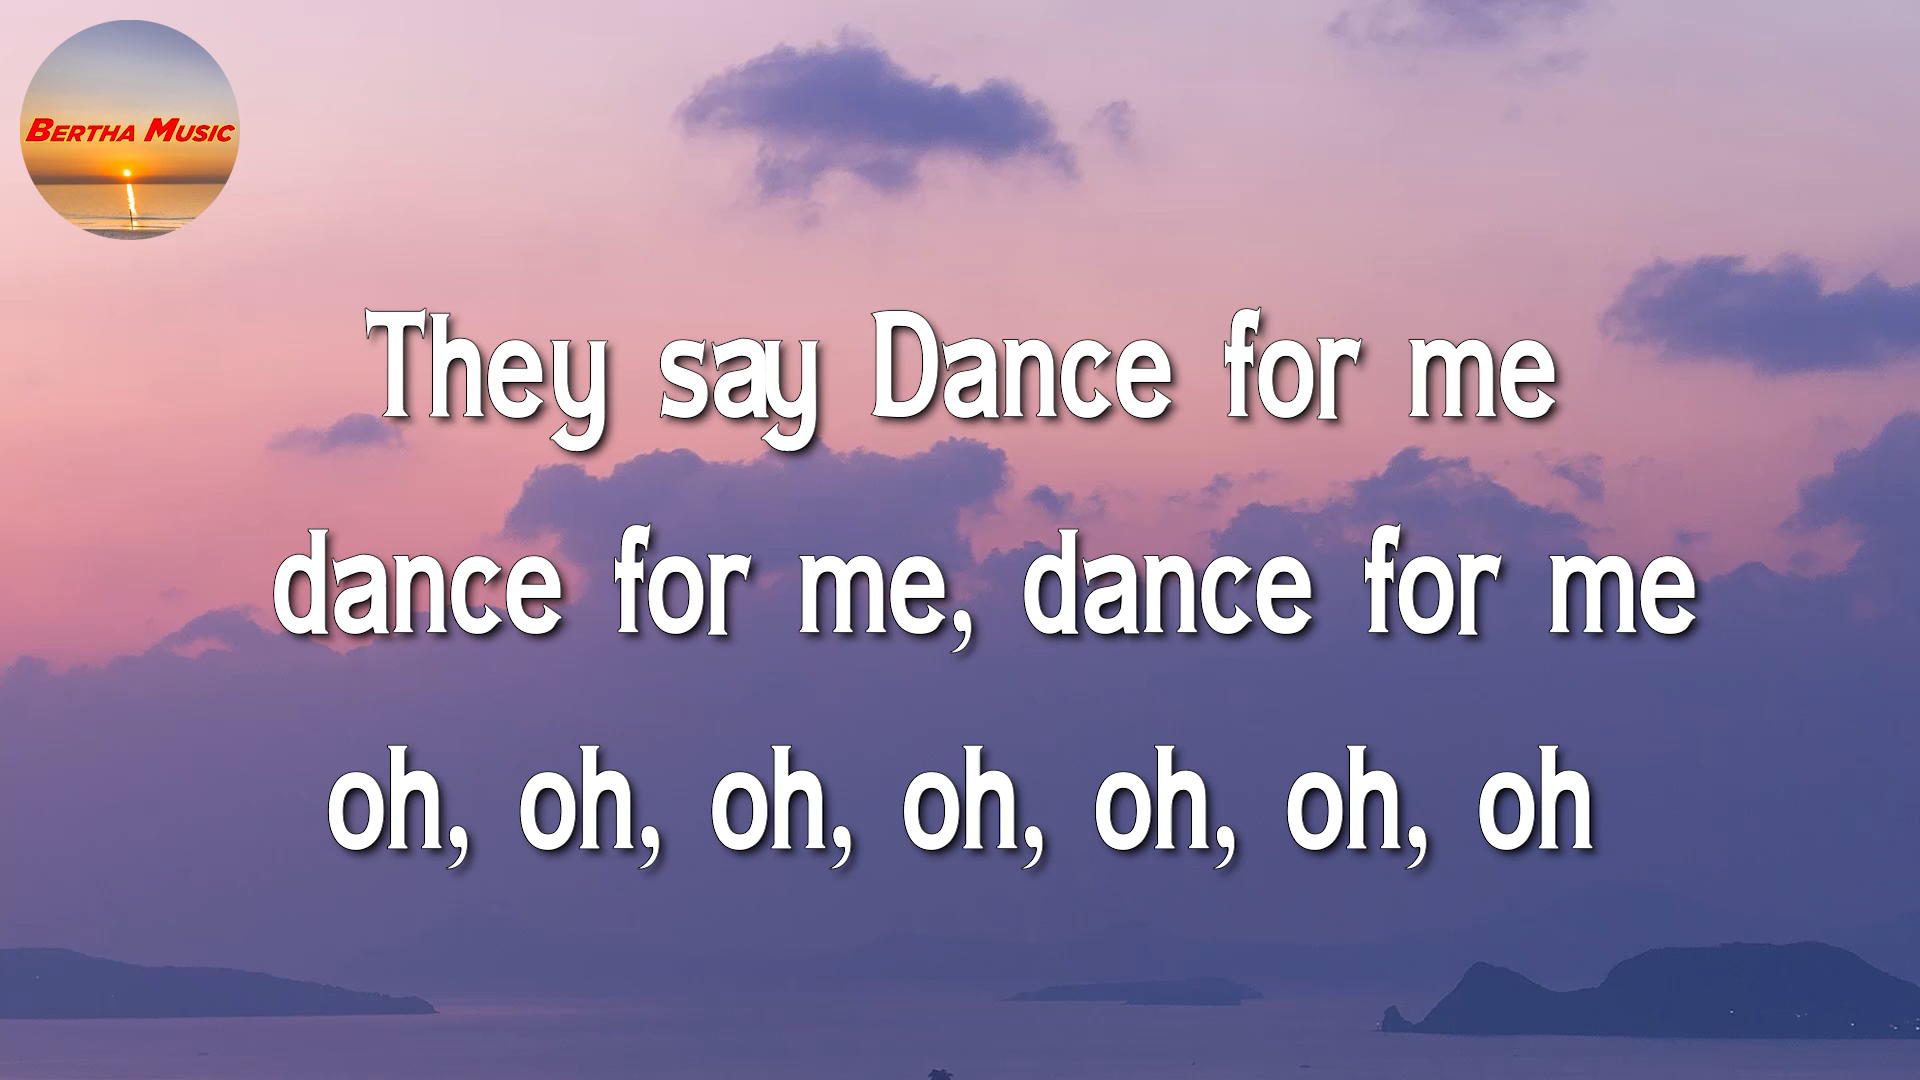 Bertha Music
They say Dance for me
dance for me, dance for me
oh, oh, oh, oh, oh, oh, oh